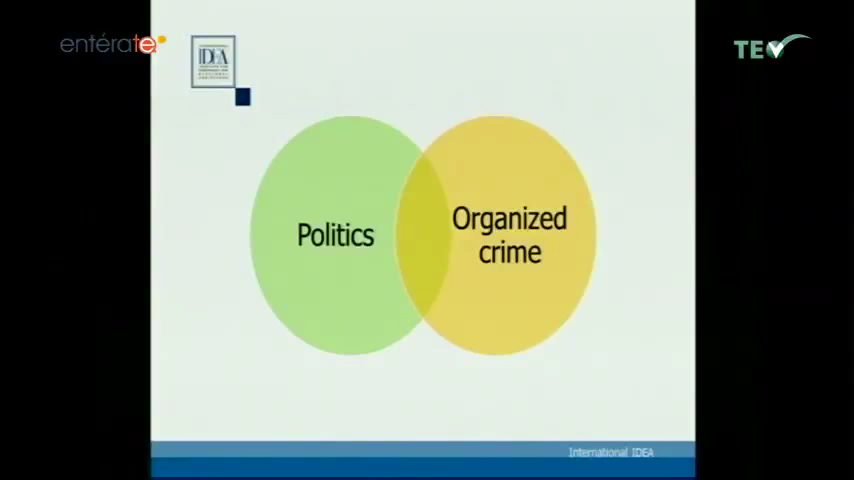 entérate
TEV
IDEA
Politics
Organized
crime
International IDEA